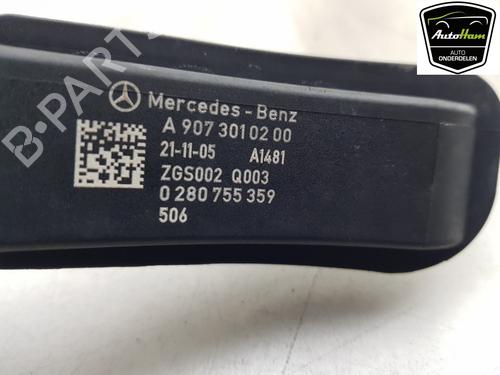 AutoHam
AUTO
ONDERDELEN
B-PARTS
Mercedes-Benz
A 907 301 02 00
21-11-05 A1481
ZGS002 Q003
0 280 755 359
506